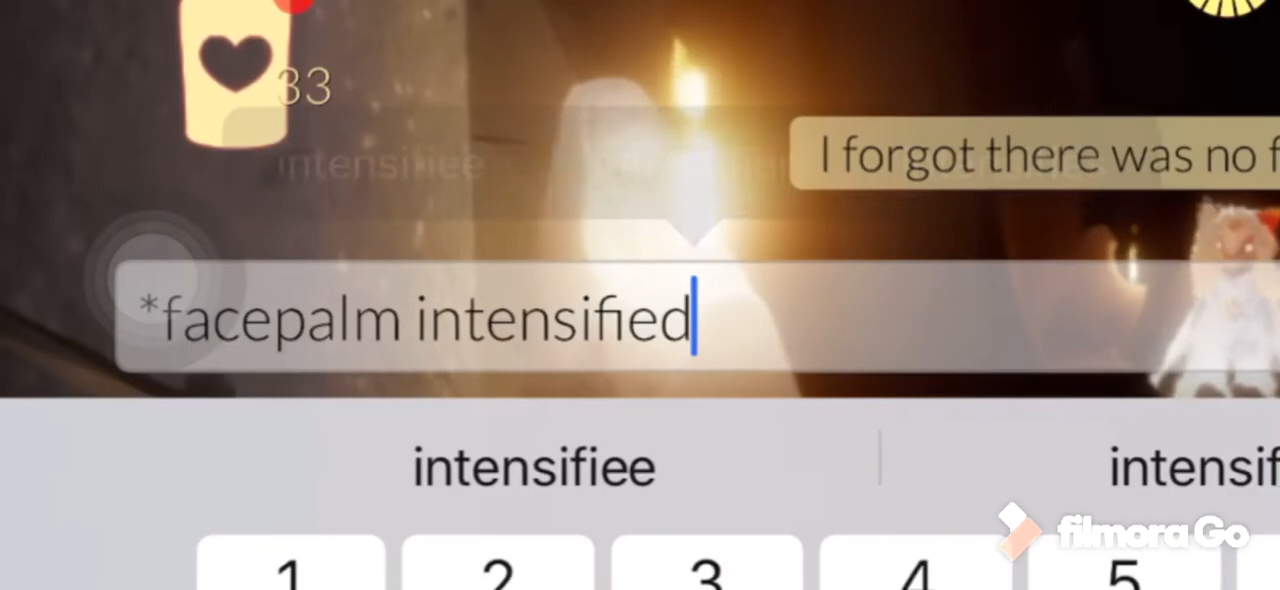 33
intensifiee
I forgot there was no f
*facepalm intensified
intensifiee
intensif
filmora Go
1 2 3 4 5